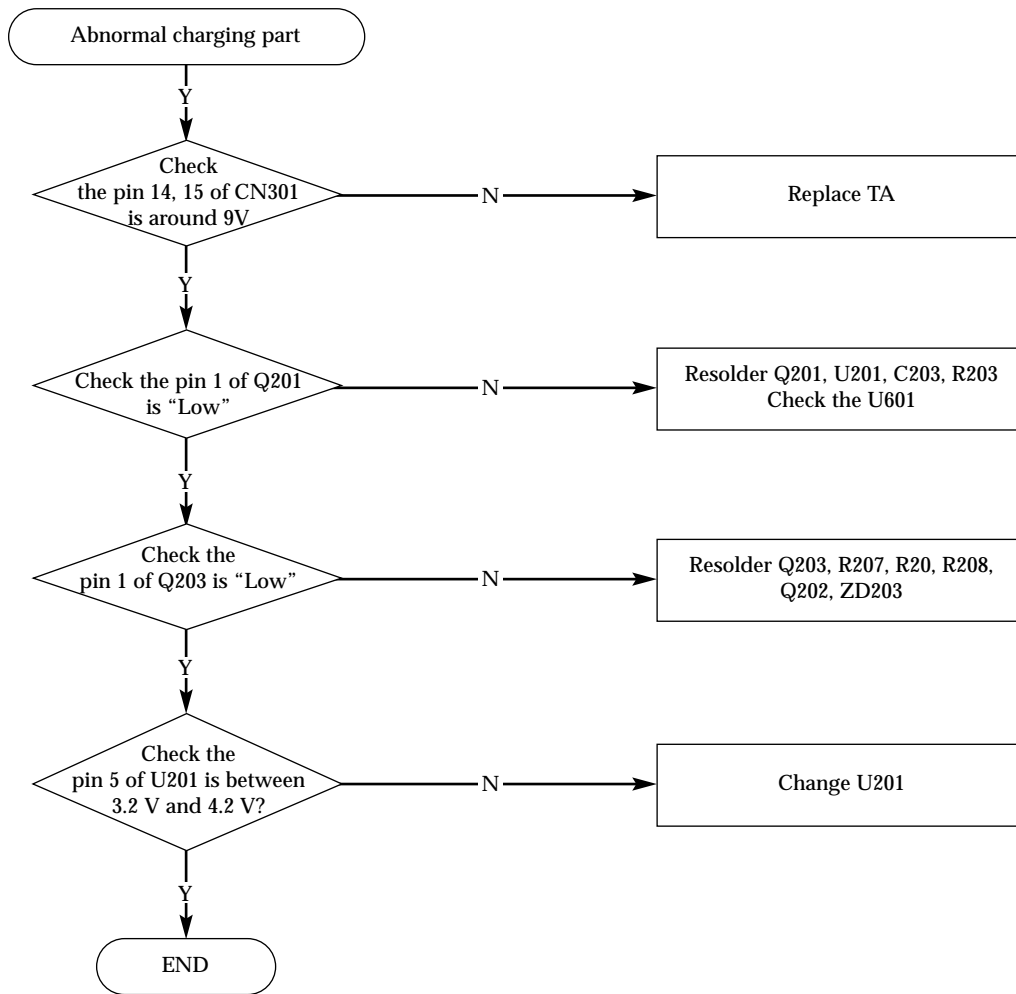 Abnormal charging part
Y
Check
the pin 14, 15 of CN301
is around 9V
N
Replace TA
Y
Check the pin 1 of Q201
is “Low”
N
Resolder Q201, U201, C203, R203
Check the U601
Y
Check the
pin 1 of Q203 is “Low”
N
Resolder Q203, R207, R20, R208,
Q202, ZD203
Y
Check the
pin 5 of U201 is between
3.2 V and 4.2 V?
N
Change U201
Y
END